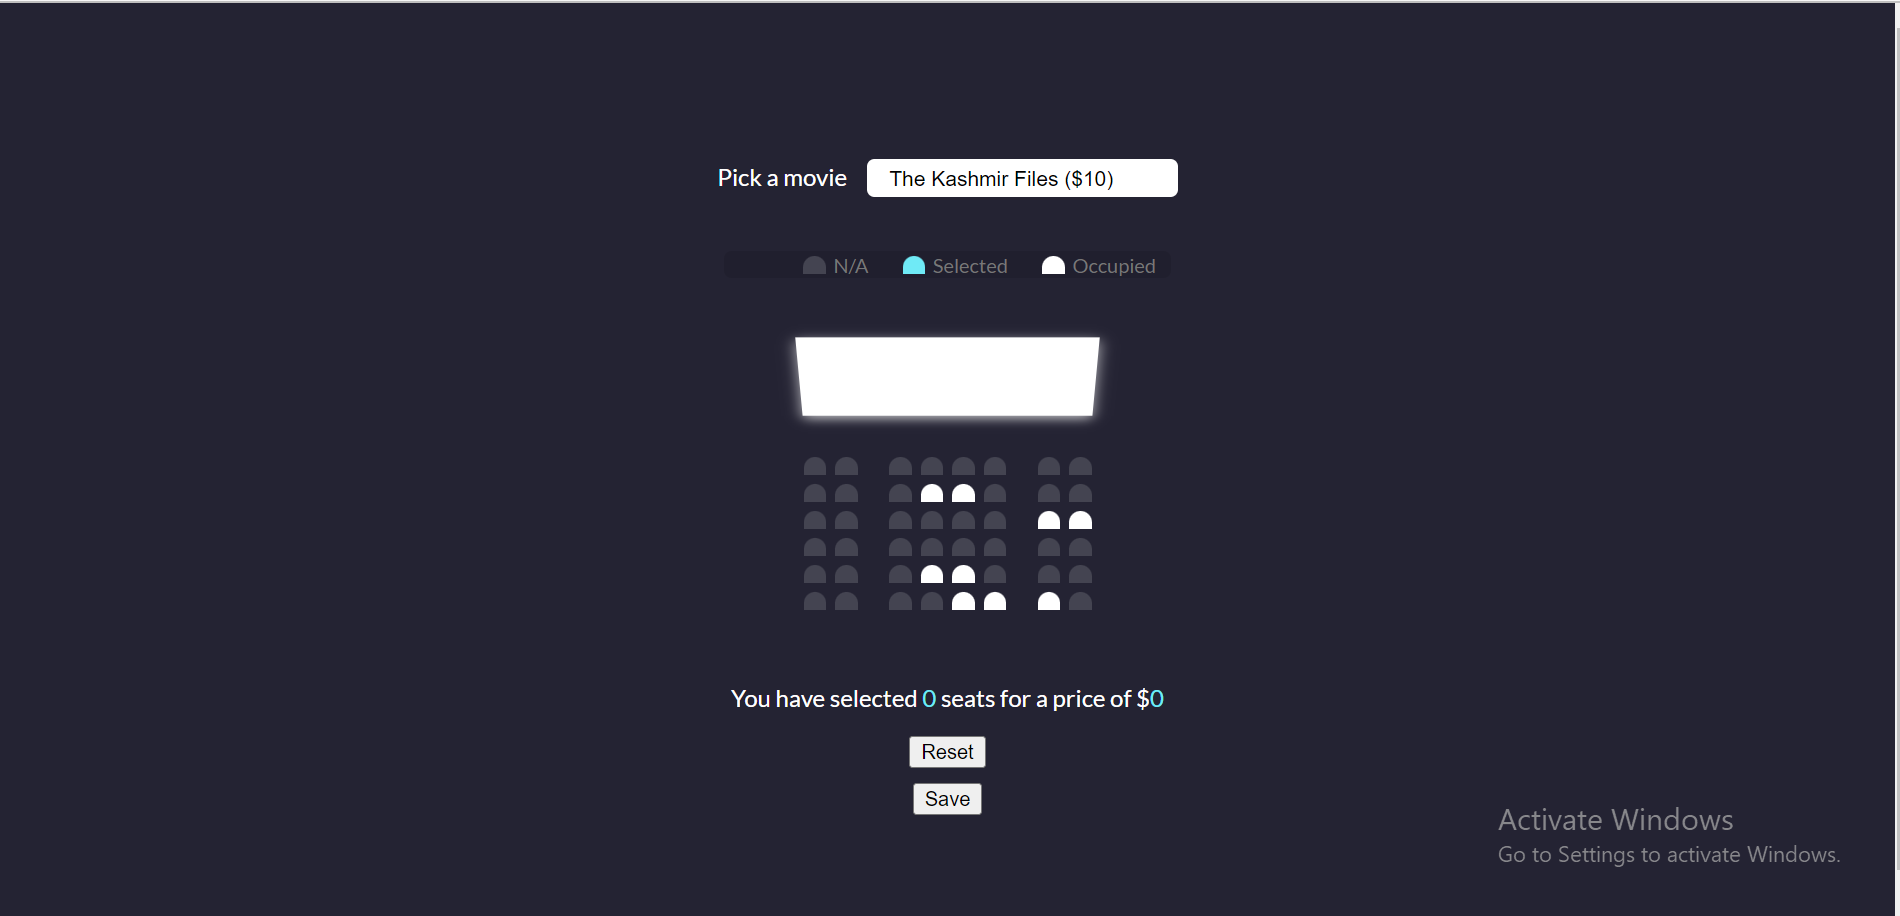 Pick a movie The Kashmir Files ($10)
N/A Selected Occupied
You have selected 0 seats for a price of $0
Reset
Save
Activate Windows
Go to Settings to activate Windows.